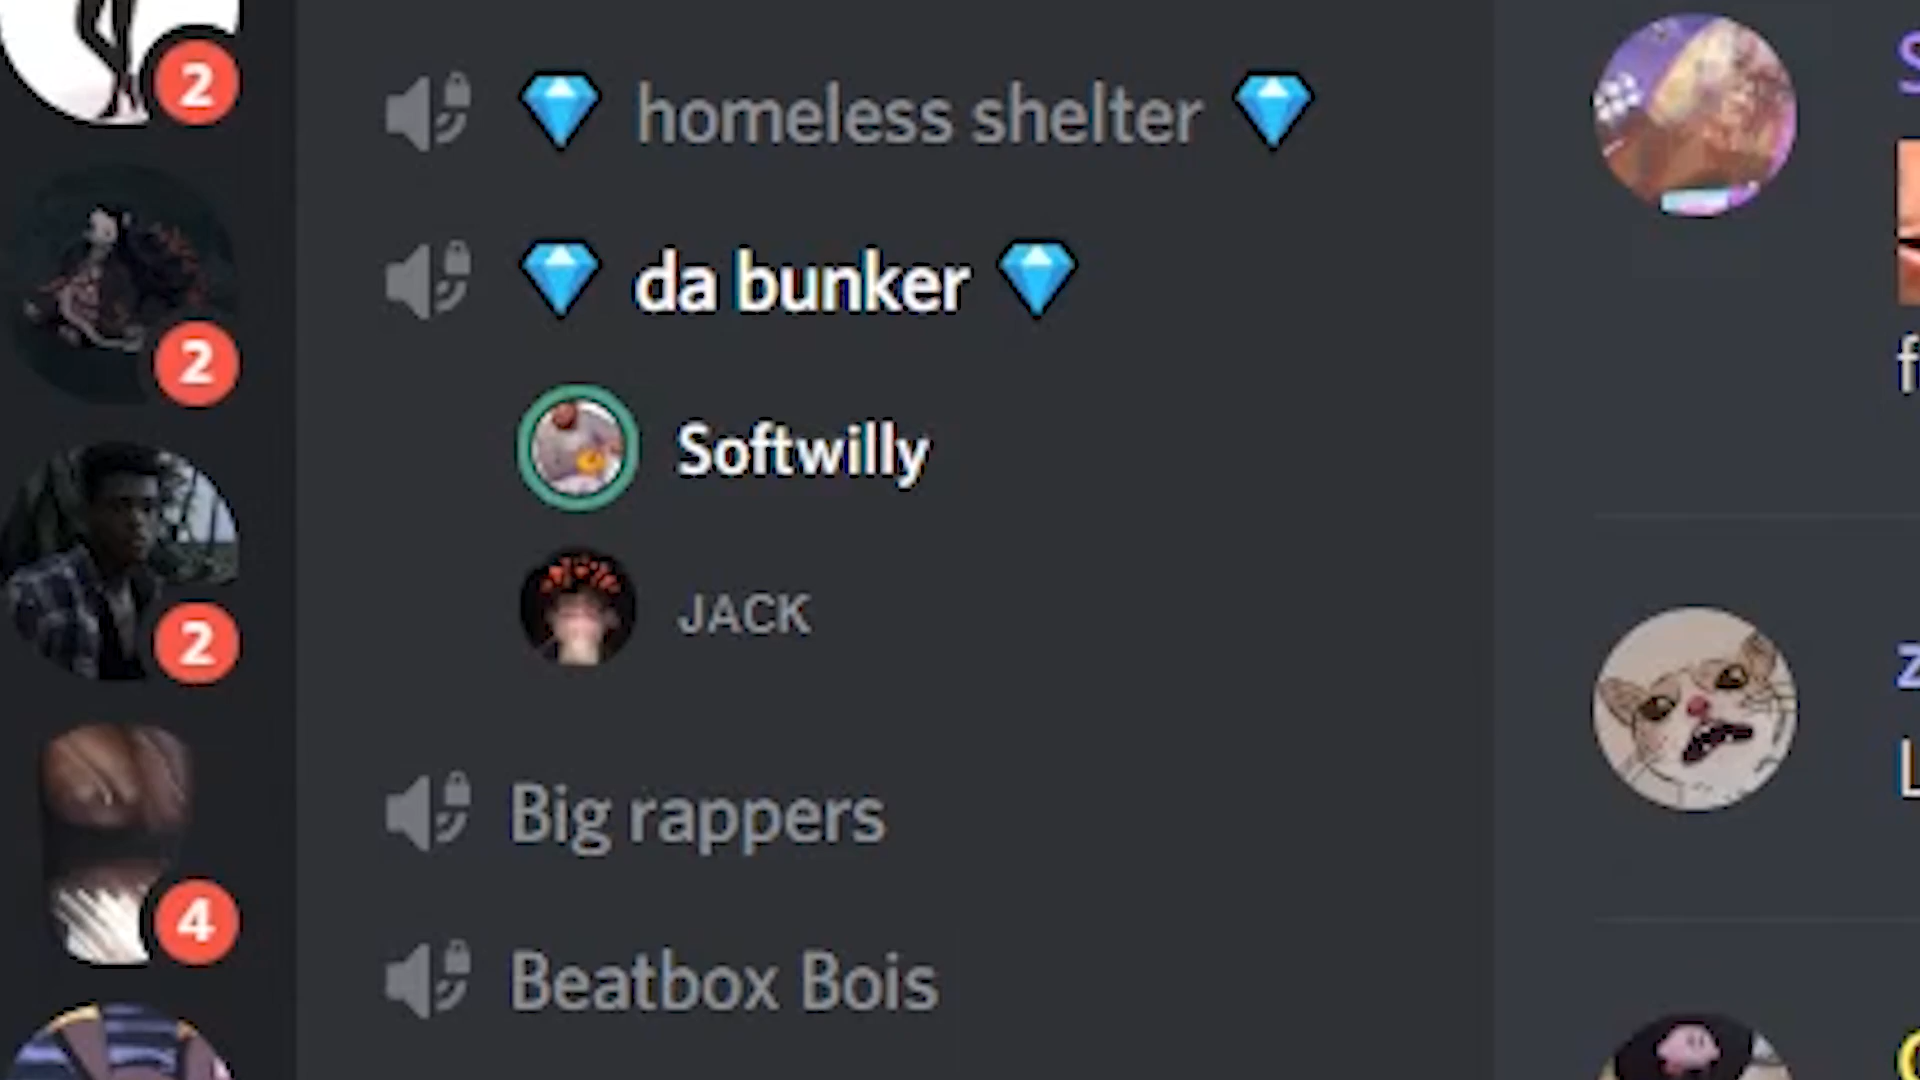 2
💎 homeless shelter 💎
2
💎 da bunker 💎
Softwilly
2
JACK
4
Big rappers
Beatbox Bois
S
f
z
L